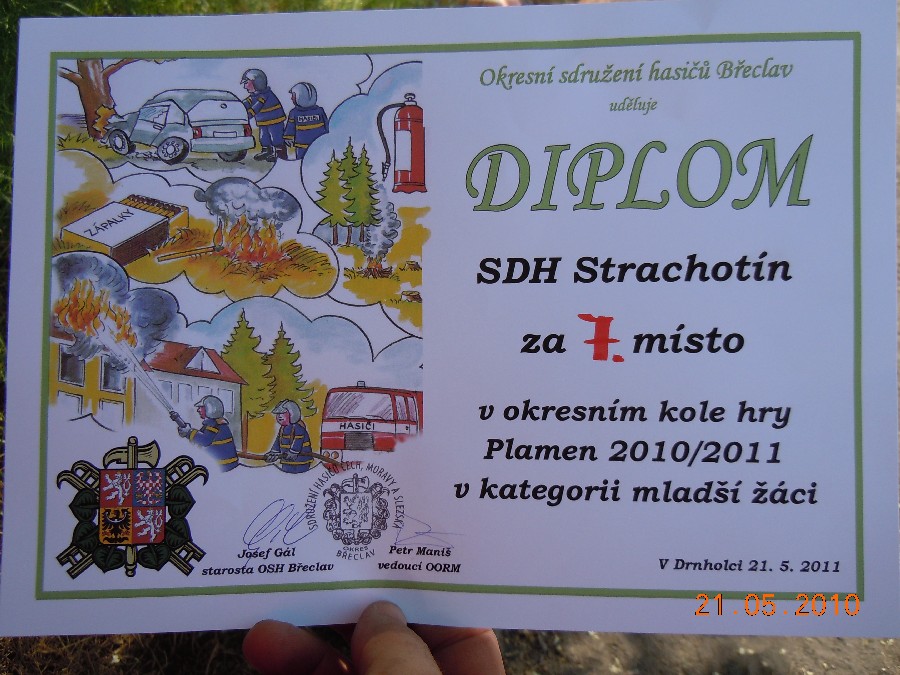 Okresní sdružení hasičů Břeclav
uděluje
DIPLOM
SDH Strachotín
za 7. místo
v okresním kole hry
Plamen 2010/2011
v kategorii mladší žáci
V Drnholci 21. 5. 2011
Josef Gál
starosta OSH Břeclav
Petr Maniš
vedoucí OORM
SDRUŽENÍ HASIČŮ ČECH, MORAVY A SLEZSKA
OKRES
BŘECLAV
ZÁPALKY
HASIČI
HASIČI
21.05.2010